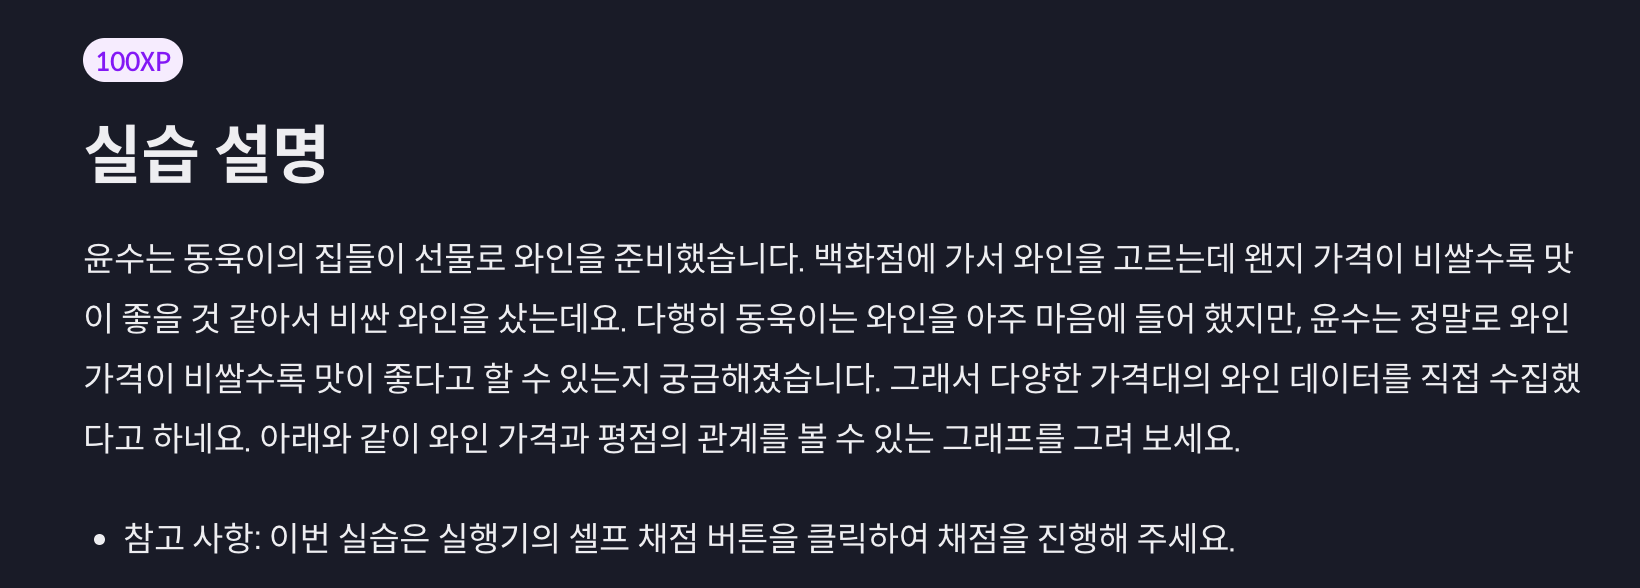 100XP
실습 설명
윤수는 동욱이의 집들이 선물로 와인을 준비했습니다. 백화점에 가서 와인을 고르는데 왠지 가격이 비쌀수록 맛
이 좋을 것 같아서 비싼 와인을 샀는데요. 다행히 동욱이는 와인을 아주 마음에 들어 했지만, 윤수는 정말로 와인
가격이 비쌀수록 맛이 좋다고 할 수 있는지 궁금해졌습니다. 그래서 다양한 가격대의 와인 데이터를 직접 수집했
다고 하네요. 아래와 같이 와인 가격과 평점의 관계를 볼 수 있는 그래프를 그려 보세요.
• 참고 사항: 이번 실습은 실행기의 셀프 채점 버튼을 클릭하여 채점을 진행해 주세요.